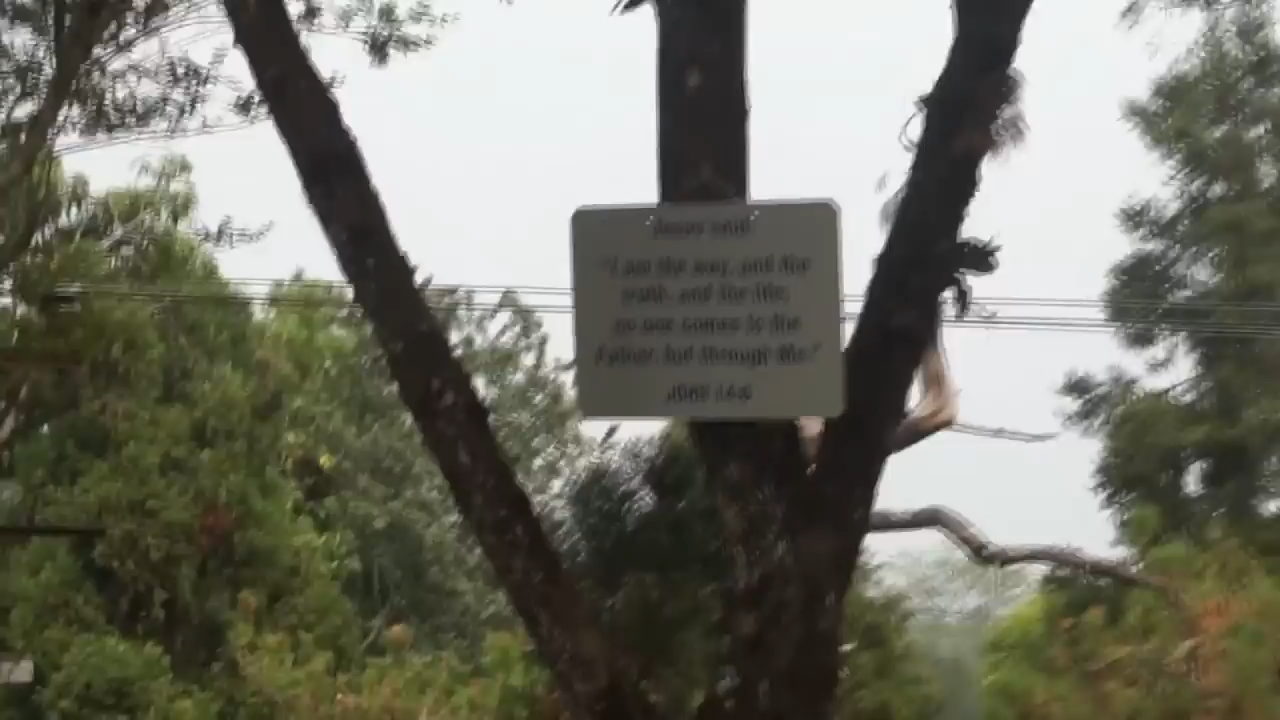 Jesus said:
"I am the way, and the
truth, and the life;
no one comes to the
Father, but through Me."
JOHN 14:6